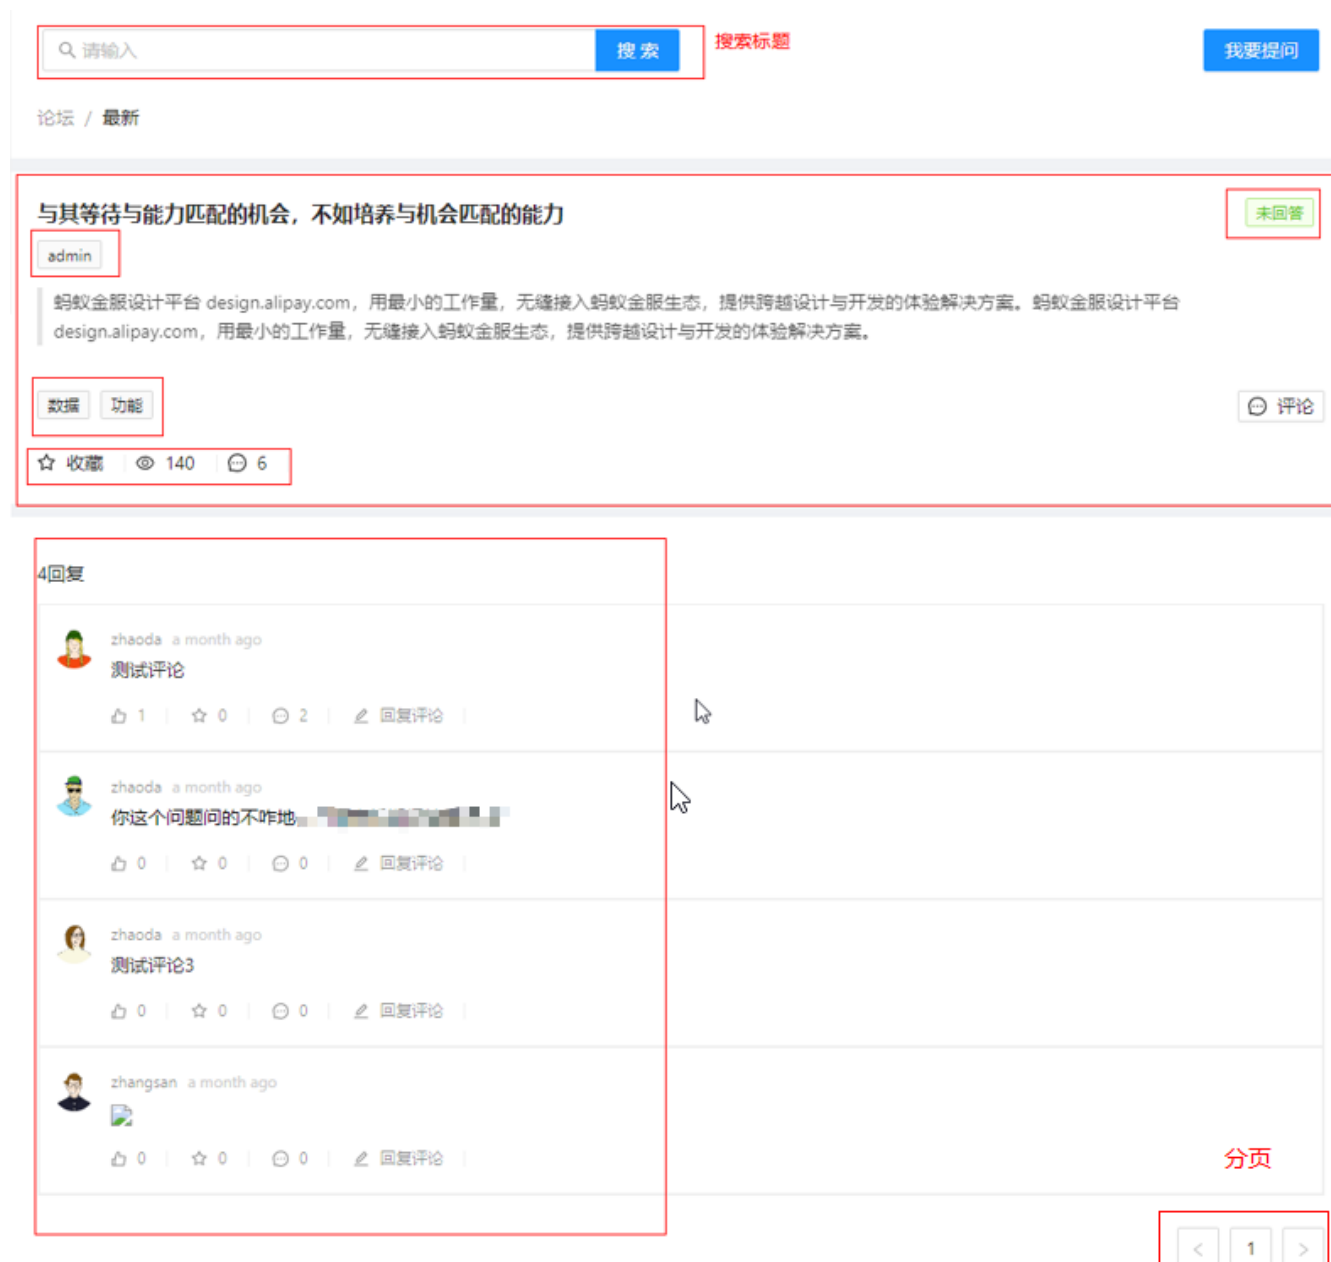 请输入
搜 索
搜索标题
我要提问
论坛 / 最新
与其等待与能力匹配的机会，不如培养与机会匹配的能力
未回答
admin
蚂蚁金服设计平台 design.alipay.com，用最小的工作量，无缝接入蚂蚁金服生态，提供跨越设计与开发的体验解决方案。蚂蚁金服设计平台
design.alipay.com，用最小的工作量，无缝接入蚂蚁金服生态，提供跨越设计与开发的体验解决方案。
数据 功能
评论
收藏 140 6
4回复
zhaoda a month ago
测试评论
1 0 2 回复评论
zhaoda a month ago
你这个问题问的不咋地
0 0 0 回复评论
zhaoda a month ago
测试评论3
0 0 0 回复评论
zhangsan a month ago
0 0 0 回复评论
分页
< 1 >